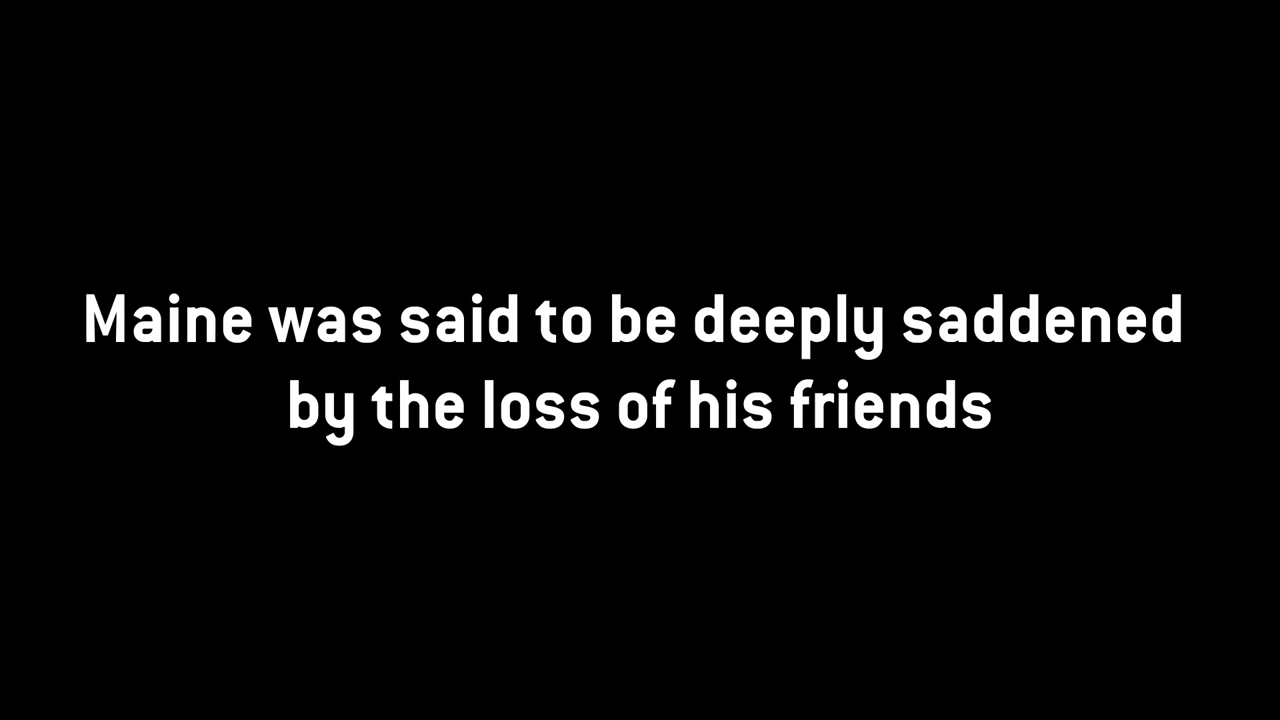 Maine was said to be deeply saddened
by the loss of his friends